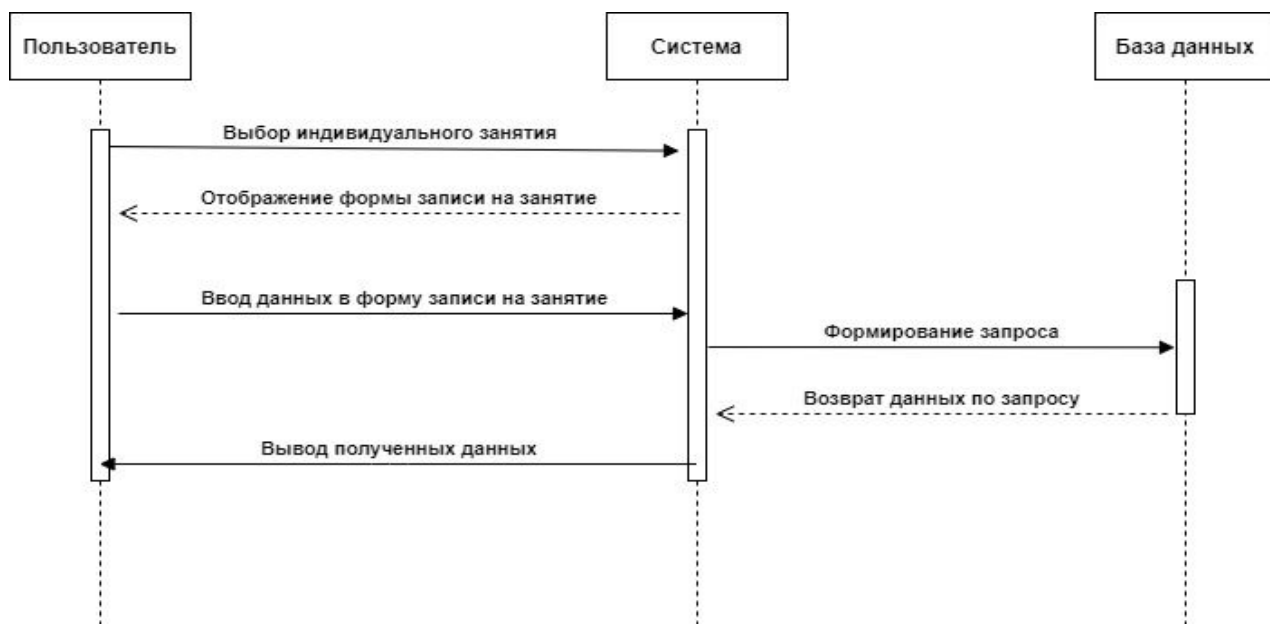 Пользователь
Система
База данных
Выбор индивидуального занятия
Отображение формы записи на занятие
Ввод данных в форму записи на занятие
Формирование запроса
Возврат данных по запросу
Вывод полученных данных